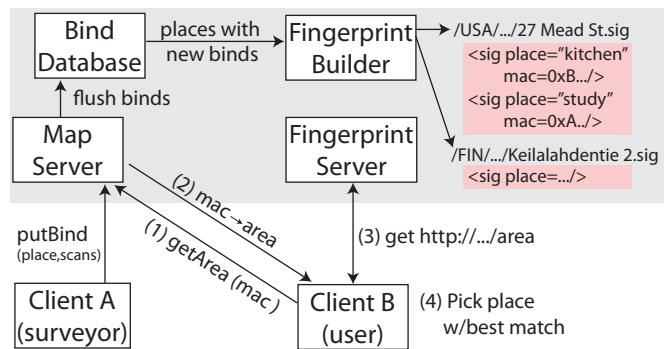 Bind
Database
places with
new binds
Fingerprint
Builder
/USA/.../27 Mead St.sig
<sig place="kitchen"
mac=0xB.../>
<sig place="study"
mac=0xA../>
/FIN/.../Keilalahdentie 2.sig
<sig place=.../>
flush binds
Map
Server
Fingerprint
Server
(2) mac→area
(1) getArea (mac )
putBind
(place,scans)
(3) get http://.../area
Client A
(surveyor)
Client B
(user)
(4) Pick place
w/best match